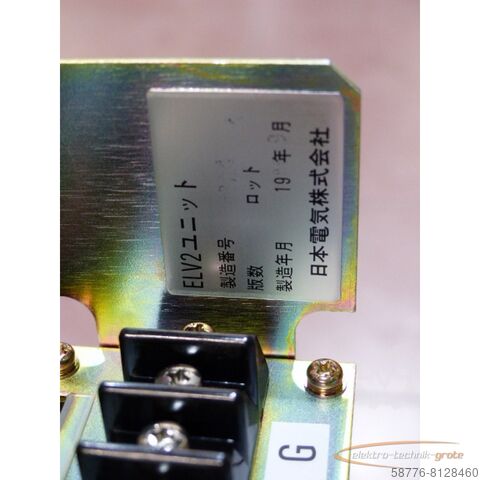 ELV2ユニット
製造番号
版数 ロット
製造年月 19 年 月
日本電気株式会社
G
elektro-technik-grote
58776-8128460